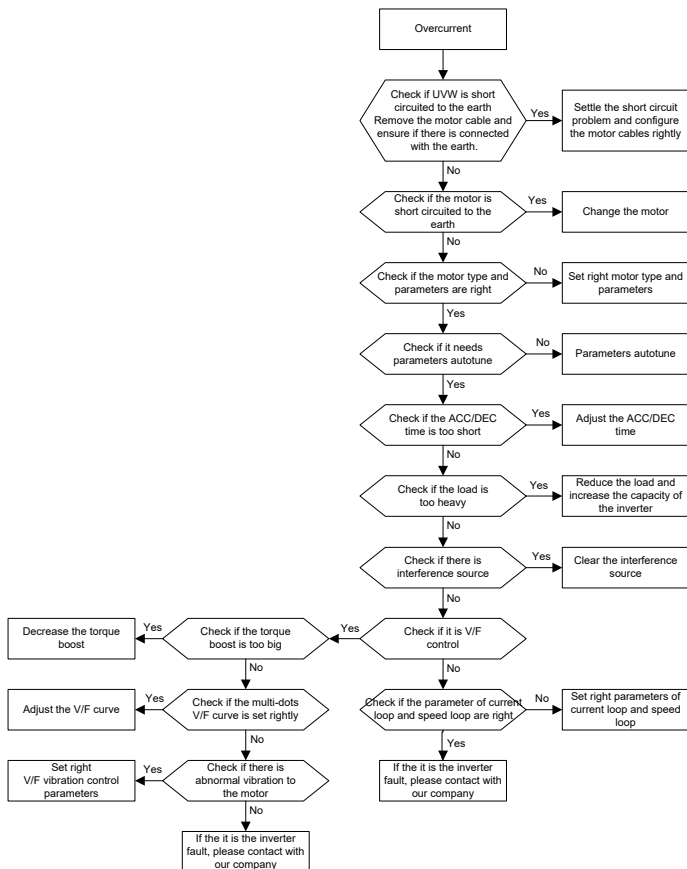 Overcurrent
Check if UVW is short
circuited to the earth
Remove the motor cable and
ensure if there is connected
with the earth.
Yes
Settle the short circuit
problem and configure
the motor cables rightly
No
Check if the motor is
short circuited to the
earth
Yes
Change the motor
No
Check if the motor type and
parameters are right
No
Set right motor type and
parameters
Yes
Check if it needs
parameters autotune
No
Parameters autotune
Yes
Check if the ACC/DEC
time is too short
Yes
Adjust the ACC/DEC
time
No
Check if the load is
too heavy
Yes
Reduce the load and
increase the capacity of
the inverter
No
Check if there is
interference source
Yes
Clear the interference
source
No
Decrease the torque
boost
Yes
Check if the torque
boost is too big
Yes
Check if it is V/F
control
No
No
Adjust the V/F curve
Yes
Check if the multi-dots
V/F curve is set rightly
Check if the parameter of current
loop and speed loop are right
No
Set right parameters of
current loop and speed
loop
No
Yes
Set right
V/F vibration control
parameters
Yes
Check if there is
abnormal vibration to
the motor
If the it is the inverter
fault, please contact with
our company
No
If the it is the inverter
fault, please contact with
our company